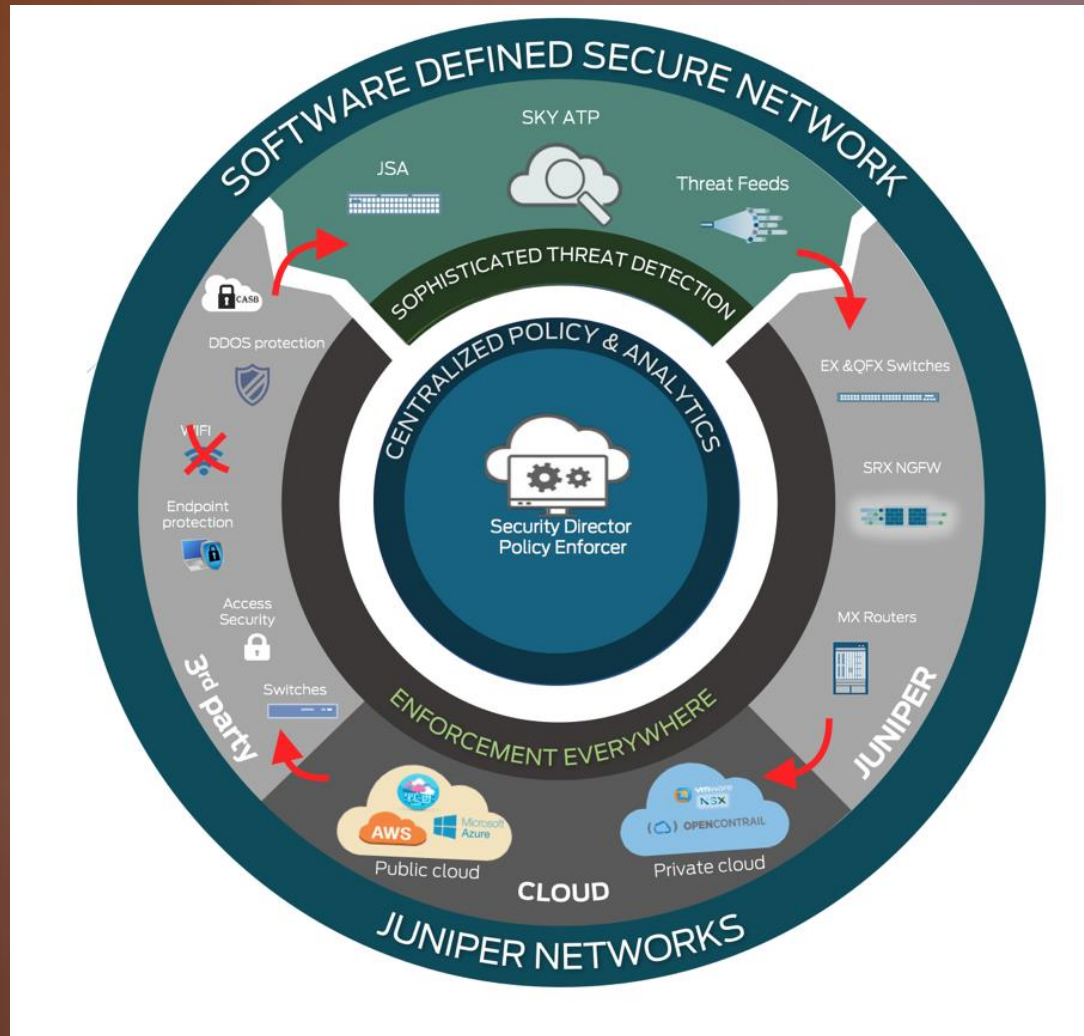 SOFTWARE DEFINED SECURE NETWORK
SKY ATP
JSA
Threat Feeds
SOPHISTICATED THREAT DETECTION
CASB
DDOS protection
WIFI
Endpoint
protection
Access
Security
Switches
3rd party
CENTRALIZED POLICY & ANALYTICS
Security Director
Policy Enforcer
EX &QFX Switches
SRX NGFW
MX Routers
JUNIPER
ENFORCEMENT EVERYWHERE
AWS
Microsoft
Azure
Public cloud
vmware
NSX
OPENCONTRAIL
Private cloud
CLOUD
JUNIPER NETWORKS